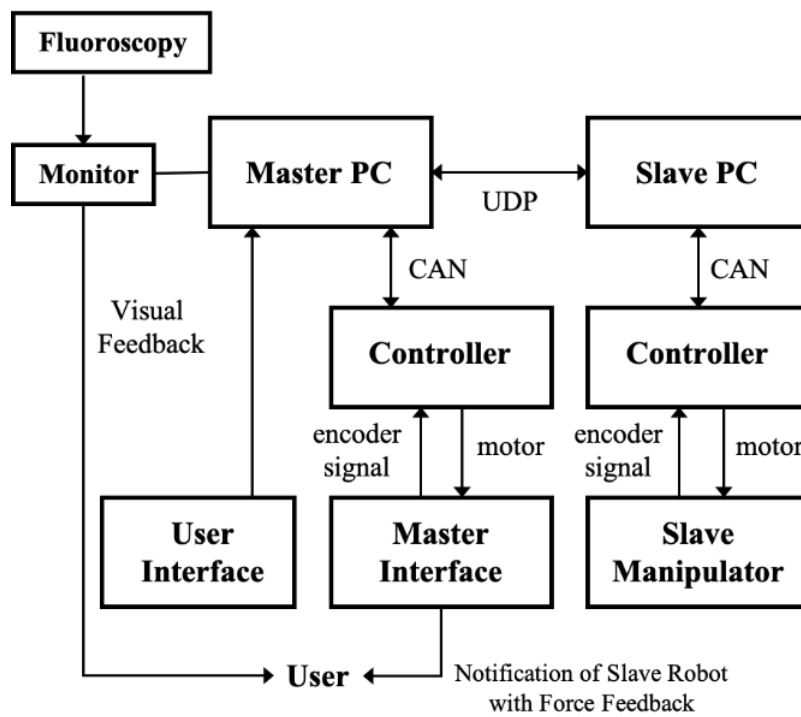 Fluoroscopy
Monitor
Master PC
UDP
Slave PC
CAN
CAN
Visual
Feedback
Controller
Controller
encoder
signal
motor
encoder
signal
motor
User
Interface
Master
Interface
Slave
Manipulator
User
Notification of Slave Robot
with Force Feedback